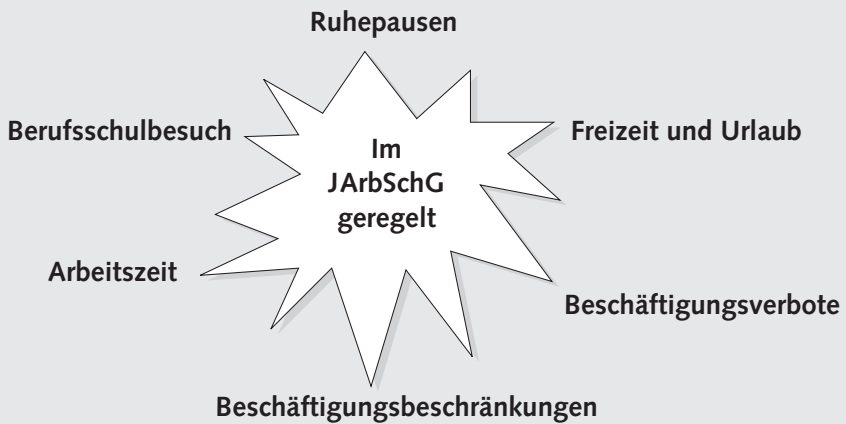 Ruhepausen
Berufsschulbesuch
Freizeit und Urlaub
Im
JArbSchG
geregelt
Arbeitszeit
Beschäftigungsverbote
Beschäftigungsbeschränkungen